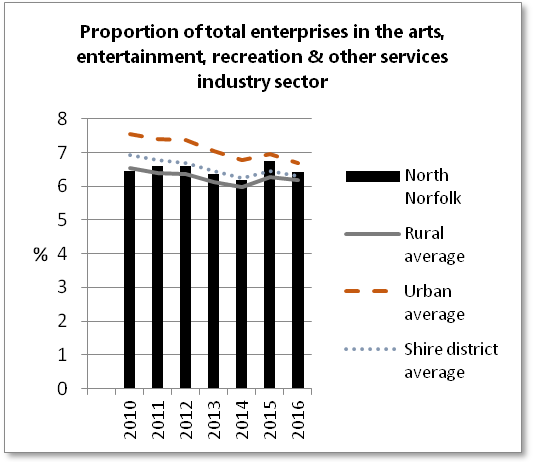 Proportion of total enterprises in the arts,
entertainment, recreation & other services
industry sector
8
7
6
5
4
3
2
1
0
%
2010
2011
2012
2013
2014
2015
2016
North
Norfolk
Rural
average
Urban
average
Shire district
average